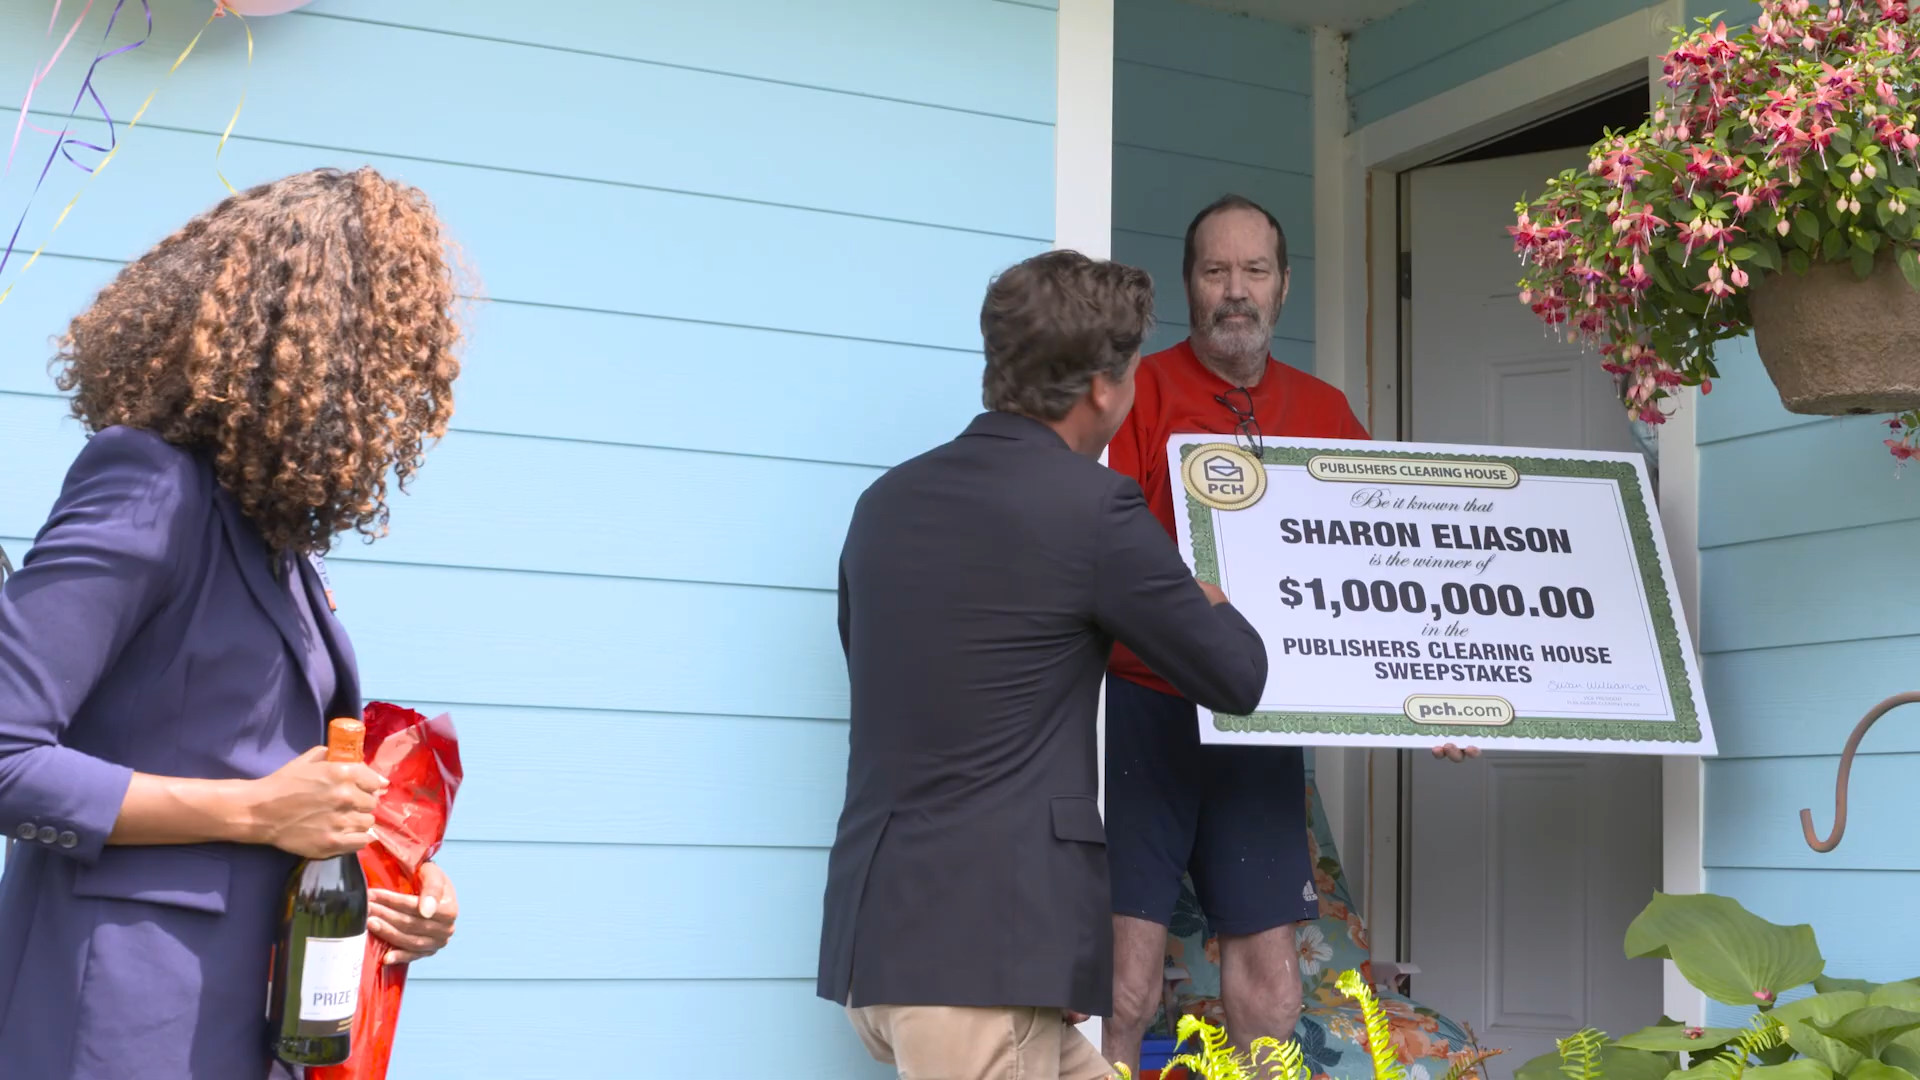 PUBLISHERS CLEARING HOUSE
PCH
Be it known that
SHARON ELIASON
is the winner of
$1,000,000.00
in the
PUBLISHERS CLEARING HOUSE
SWEEPSTAKES
pch.com
PRIZE